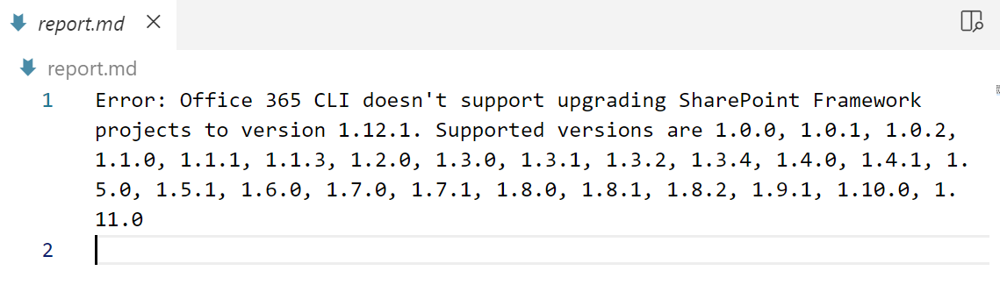 report.md
report.md
1 Error: Office 365 CLI doesn't support upgrading SharePoint Framework
projects to version 1.12.1. Supported versions are 1.0.0, 1.0.1, 1.0.2,
1.1.0, 1.1.1, 1.1.3, 1.2.0, 1.3.0, 1.3.1, 1.3.2, 1.3.4, 1.4.0, 1.4.1, 1.
5.0, 1.5.1, 1.6.0, 1.7.0, 1.7.1, 1.8.0, 1.8.1, 1.8.2, 1.9.1, 1.10.0, 1.
11.0
2